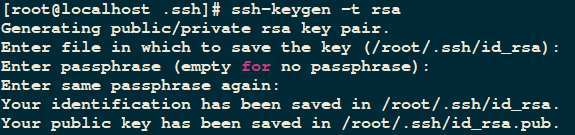 [root@localhost .ssh]# ssh-keygen -t rsa
Generating public/private rsa key pair.
Enter file in which to save the key (/root/.ssh/id_rsa):
Enter passphrase (empty for no passphrase):
Enter same passphrase again:
Your identification has been saved in /root/.ssh/id_rsa.
Your public key has been saved in /root/.ssh/id_rsa.pub.